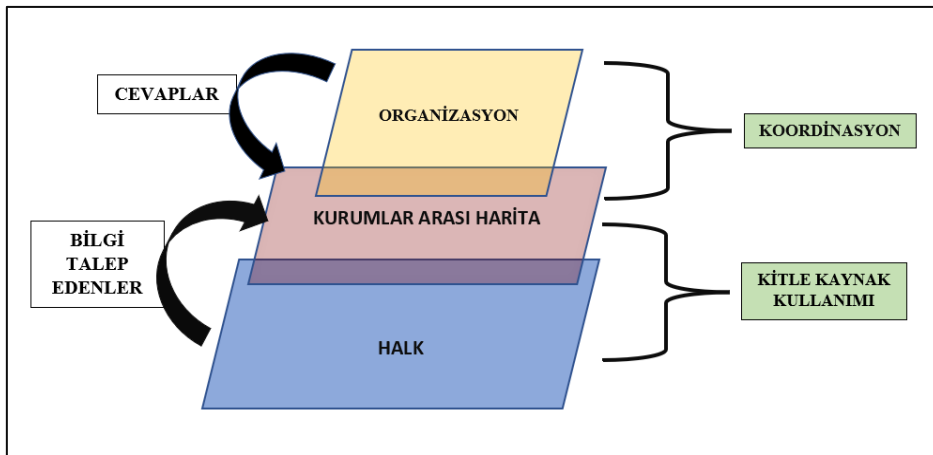 CEVAPLAR
ORGANİZASYON
KOORDİNASYON
KURUMLAR ARASI HARİTA
BİLGİ
TALEP
EDENLER
KİTLE KAYNAK
KULLANIMI
HALK